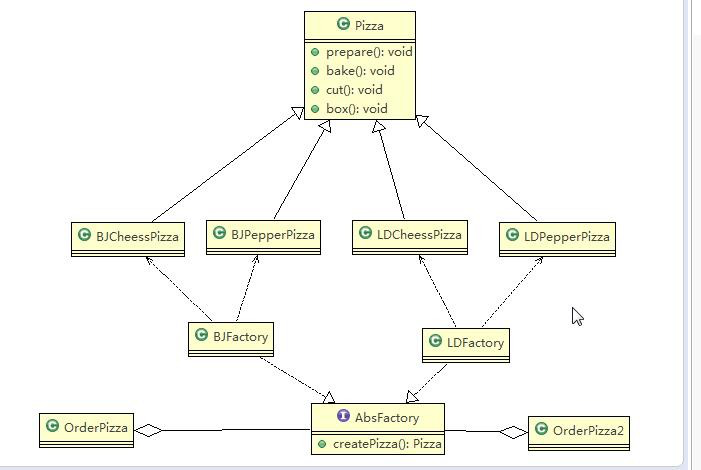 C Pizza
prepare(): void
bake(): void
cut(): void
box(): void
C BJCheessPizza
C BJPepperPizza
C LDCheessPizza
C LDPepperPizza
C BJFactory
C LDFactory
I AbsFactory
createPizza(): Pizza
C OrderPizza
C OrderPizza2